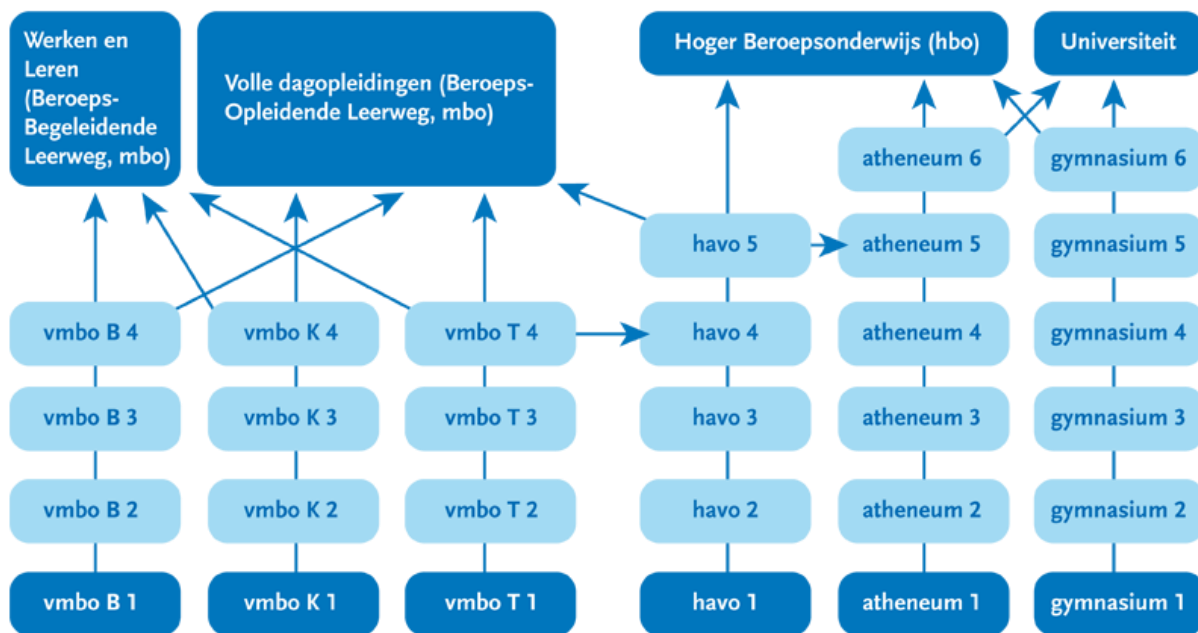 Werken en
Leren
(Beroeps-
Begeleidende
Leerweg, mbo)
Volle dagopleidingen (Beroeps-
Opleidende Leerweg, mbo)
Hoger Beroepsonderwijs (hbo)
Universiteit
atheneum 6
gymnasium 6
havo 5
atheneum 5
gymnasium 5
vmbo B 4
vmbo K 4
vmbo T 4
havo 4
atheneum 4
gymnasium 4
vmbo B 3
vmbo K 3
vmbo T 3
havo 3
atheneum 3
gymnasium 3
vmbo B 2
vmbo K 2
vmbo T 2
havo 2
atheneum 2
gymnasium 2
vmbo B 1
vmbo K 1
vmbo T 1
havo 1
atheneum 1
gymnasium 1